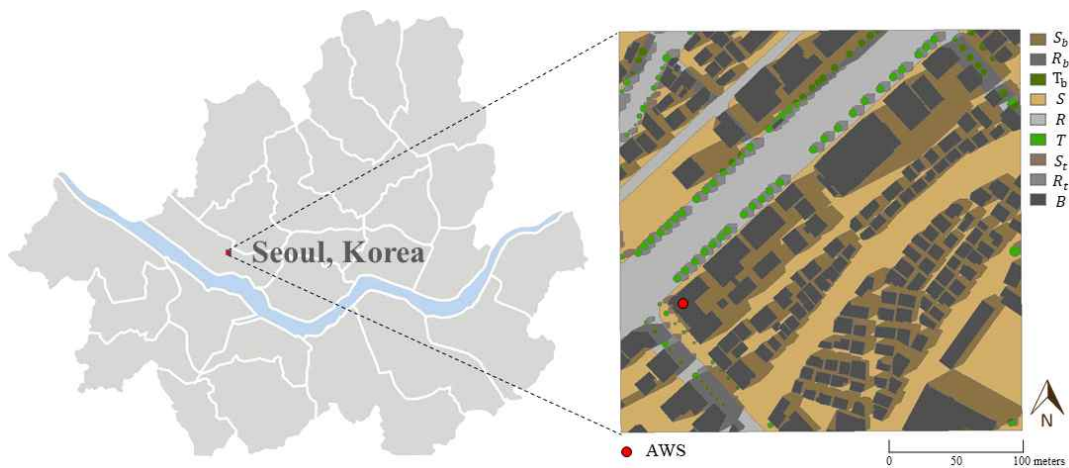 Seoul, Korea
S_b
R_b
T_b
S
R
T
S_t
R_t
B
N
AWS
0 50 100 meters